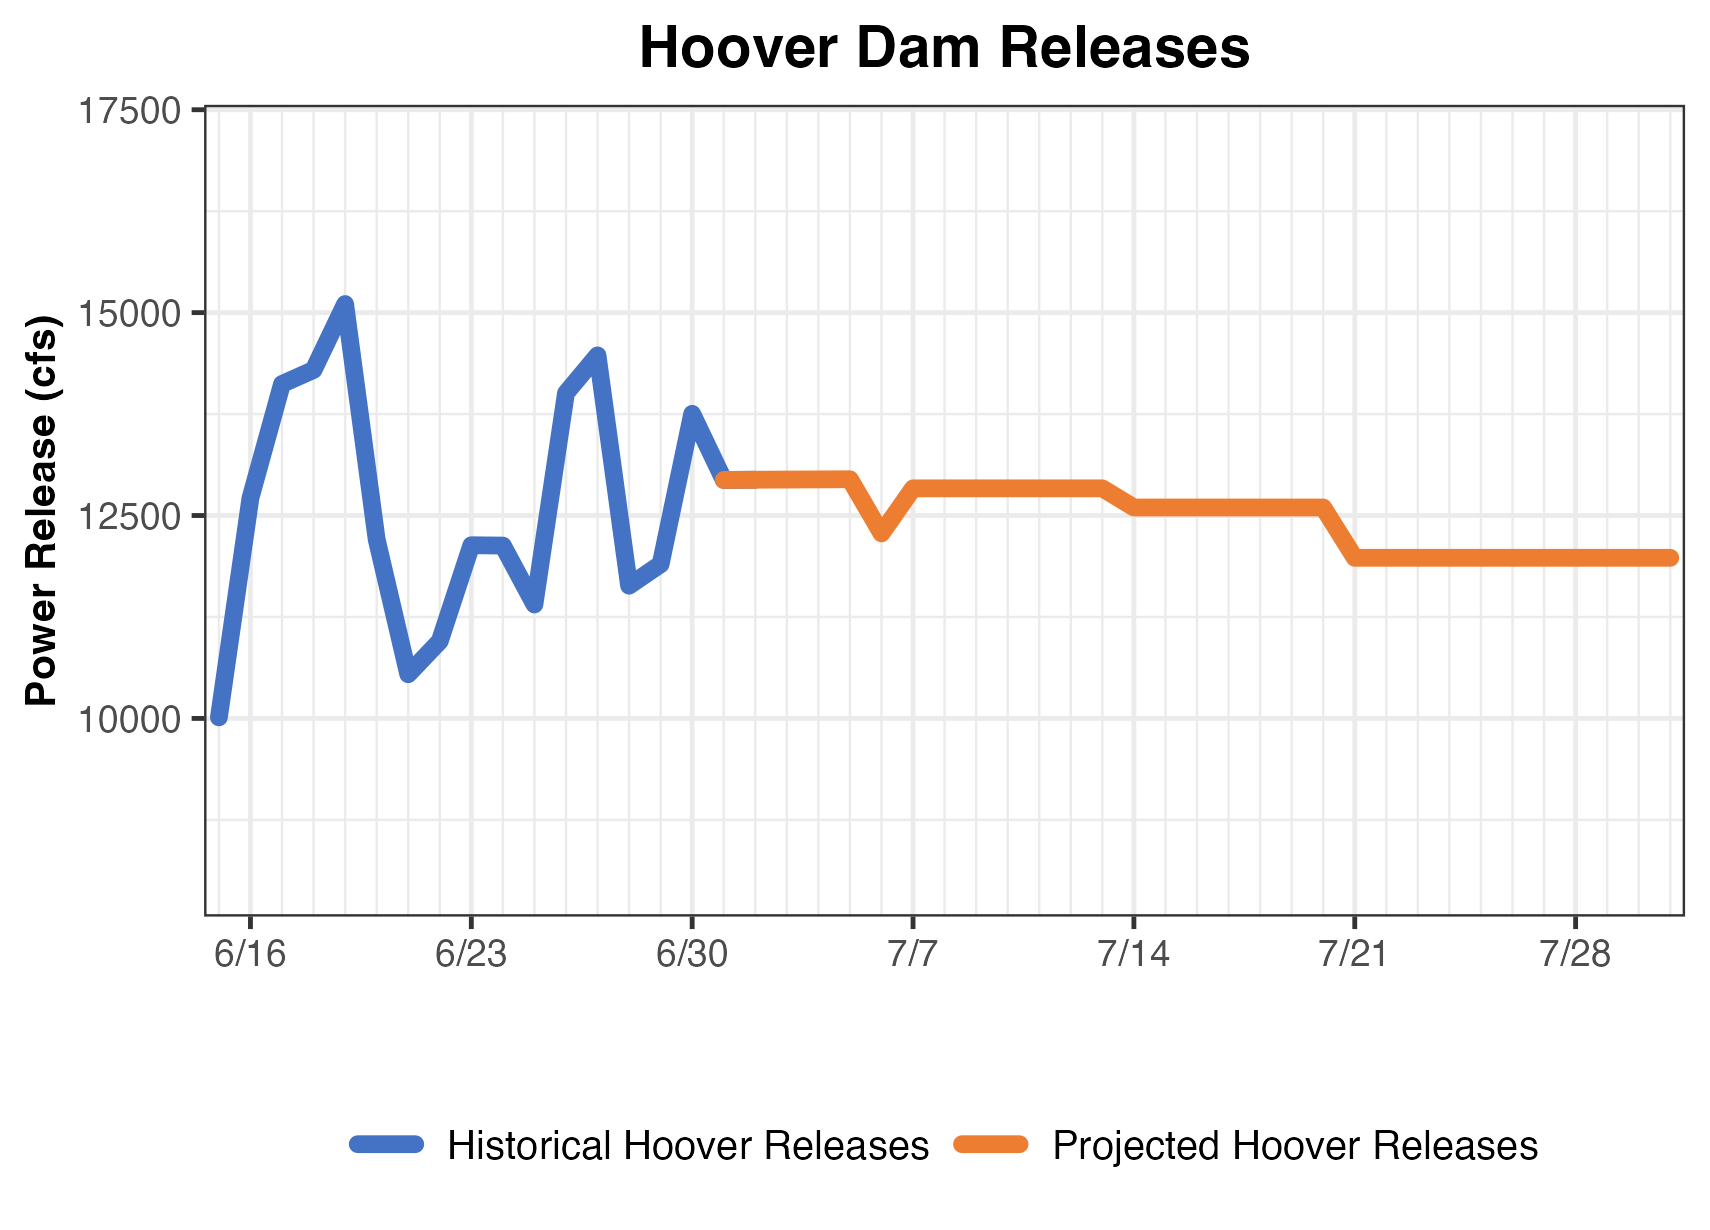 Hoover Dam Releases
Power Release (cfs)
17500
15000
12500
10000
6/16 6/23 6/30 7/7 7/14 7/21 7/28
Historical Hoover Releases Projected Hoover Releases